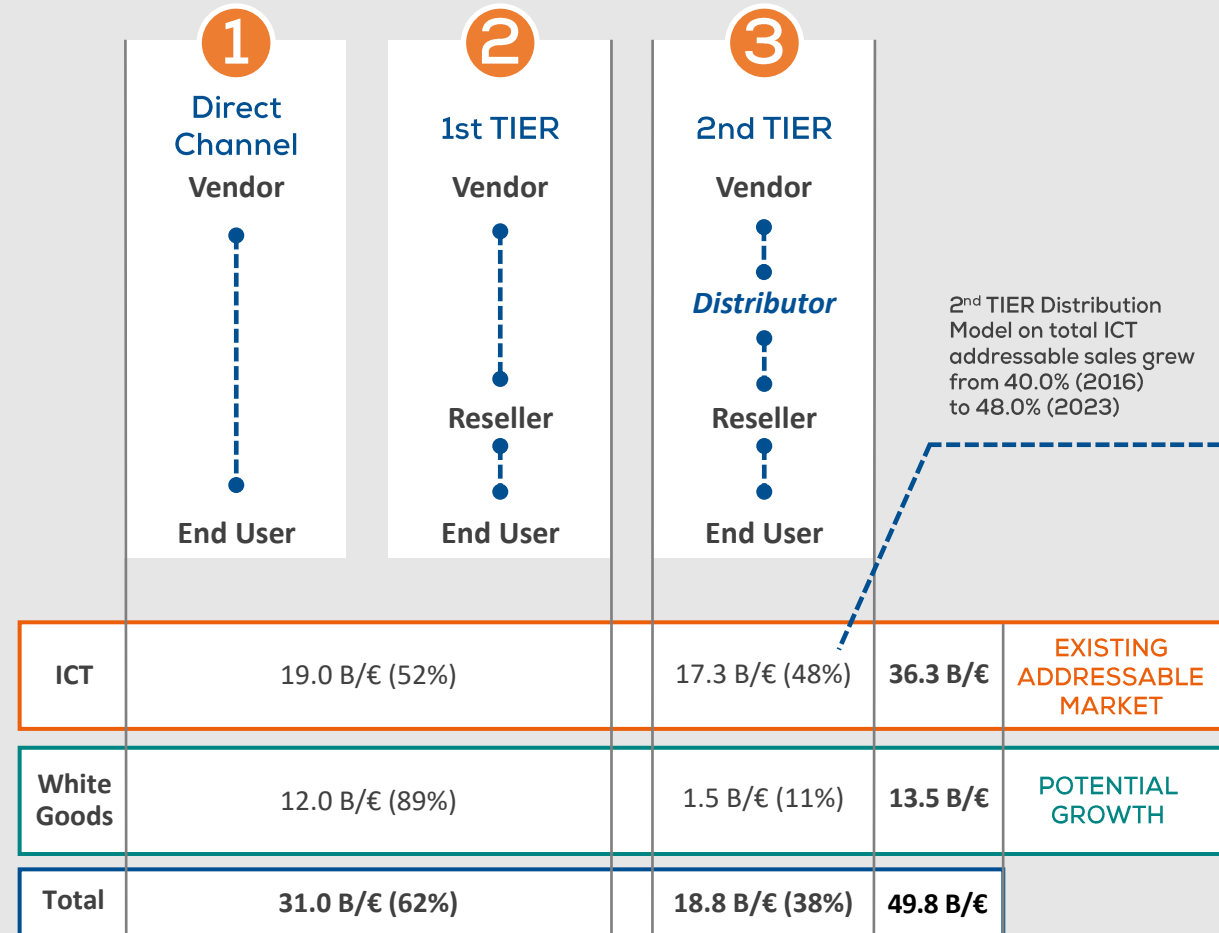 1
Direct
Channel
Vendor
End User
2
1st TIER
Vendor
Reseller
End User
3
2nd TIER
Vendor
Distributor
Reseller
End User
2nd TIER Distribution
Model on total ICT
addressable sales grew
from 40.0% (2016)
to 48.0% (2023)
ICT
19.0 B/€ (52%)
17.3 B/€ (48%)
36.3 B/€
EXISTING
ADDRESSABLE
MARKET
White
Goods
12.0 B/€ (89%)
1.5 B/€ (11%)
13.5 B/€
POTENTIAL
GROWTH
Total
31.0 B/€ (62%)
18.8 B/€ (38%)
49.8 B/€